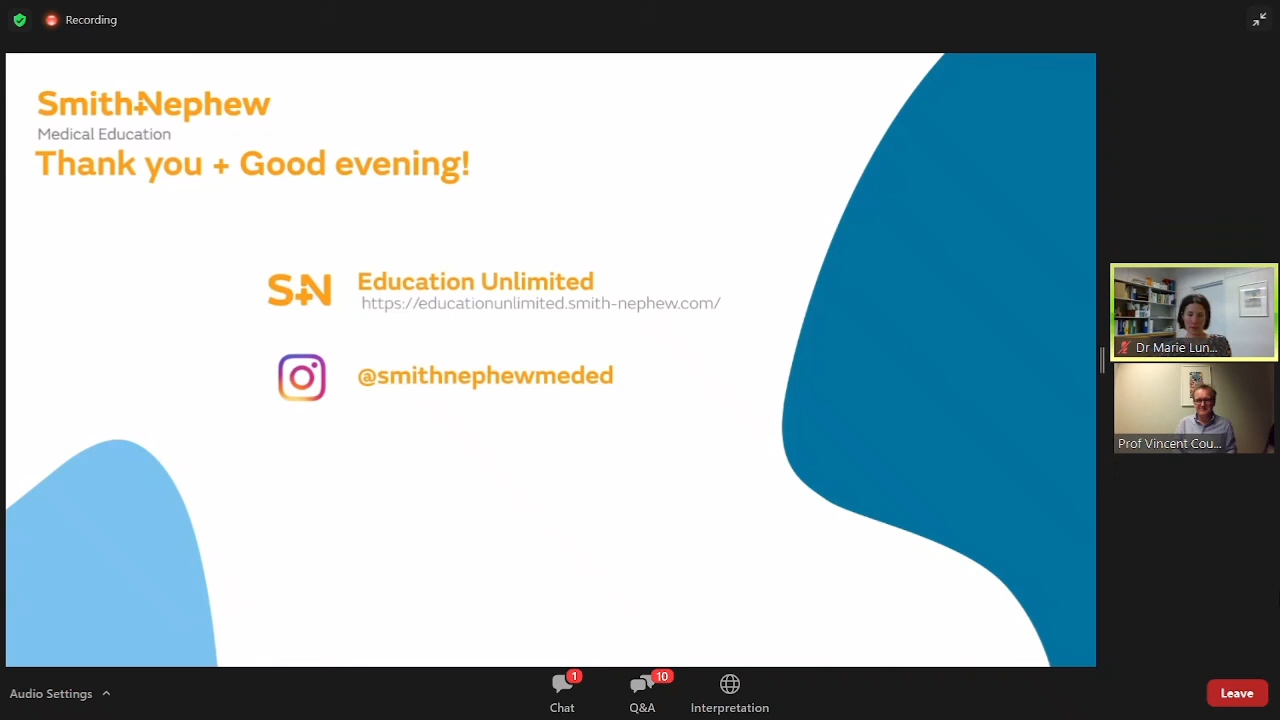 Recording
Smith+Nephew
Medical Education
Thank you + Good evening!
S+N
Education Unlimited
https://educationunlimited.smith-nephew.com/
@smithnephewmeded
Dr Marie Lun...
Prof Vincent Cou...
Audio Settings
1
Chat
10
Q&A
Interpretation
Leave